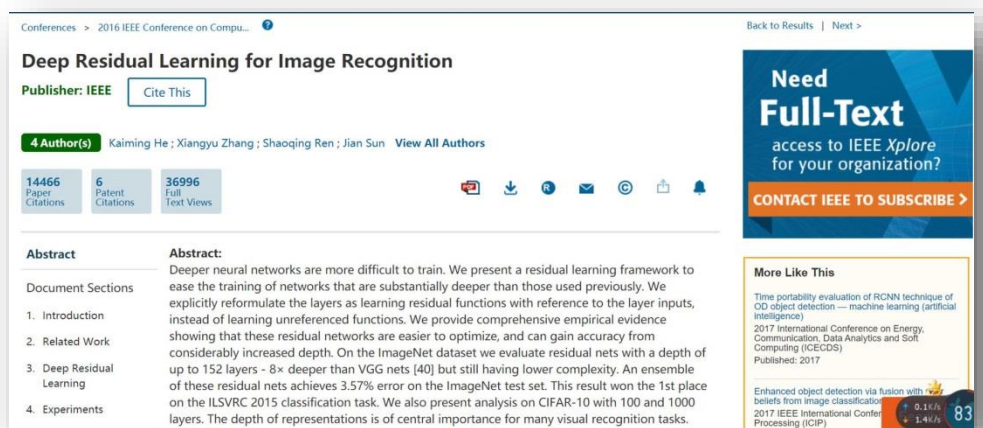 Conferences > 2016 IEEE Conference on Compu... ?
Back to Results | Next >
Deep Residual Learning for Image Recognition
Publisher: IEEE
Cite This
4 Author(s) Kaiming He ; Xiangyu Zhang ; Shaoqing Ren ; Jian Sun View All Authors
14466
Paper
Citations
6
Patent
Citations
36996
Full
Text Views
PDF
R
©
Need
Full-Text
access to IEEE Xplore
for your organization?
CONTACT IEEE TO SUBSCRIBE >
Abstract
Document Sections
1. Introduction
2. Related Work
3. Deep Residual
Learning
4. Experiments
Abstract:
Deeper neural networks are more difficult to train. We present a residual learning framework to
ease the training of networks that are substantially deeper than those used previously. We
explicitly reformulate the layers as learning residual functions with reference to the layer inputs,
instead of learning unreferenced functions. We provide comprehensive empirical evidence
showing that these residual networks are easier to optimize, and can gain accuracy from
considerably increased depth. On the ImageNet dataset we evaluate residual nets with a depth of
up to 152 layers - 8× deeper than VGG nets [40] but still having lower complexity. An ensemble
of these residual nets achieves 3.57% error on the ImageNet test set. This result won the 1st place
on the ILSVRC 2015 classification task. We also present analysis on CIFAR-10 with 100 and 1000
layers. The depth of representations is of central importance for many visual recognition tasks.
More Like This
Time portability evaluation of RCNN technique of
OD object detection — machine learning (artificial
intelligence)
2017 International Conference on Energy,
Communication, Data Analytics and Soft
Computing (ICECDS)
Published: 2017
Enhanced object detection via fusion with
beliefs from image classification
2017 IEEE International Confer
Processing (ICIP)
0.1K/s
1.4K/s
83